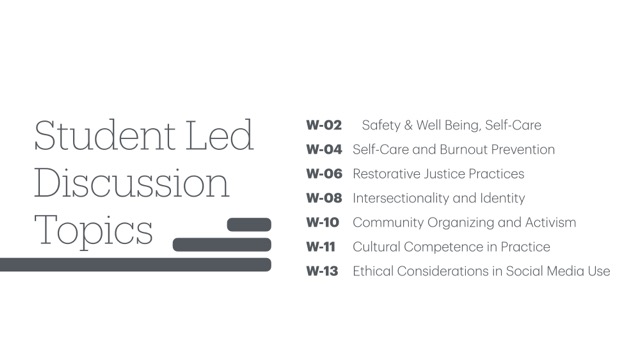 Student Led
Discussion
Topics
W-02 Safety & Well Being, Self-Care
W-04 Self-Care and Burnout Prevention
W-06 Restorative Justice Practices
W-08 Intersectionality and Identity
W-10 Community Organizing and Activism
W-11 Cultural Competence in Practice
W-13 Ethical Considerations in Social Media Use